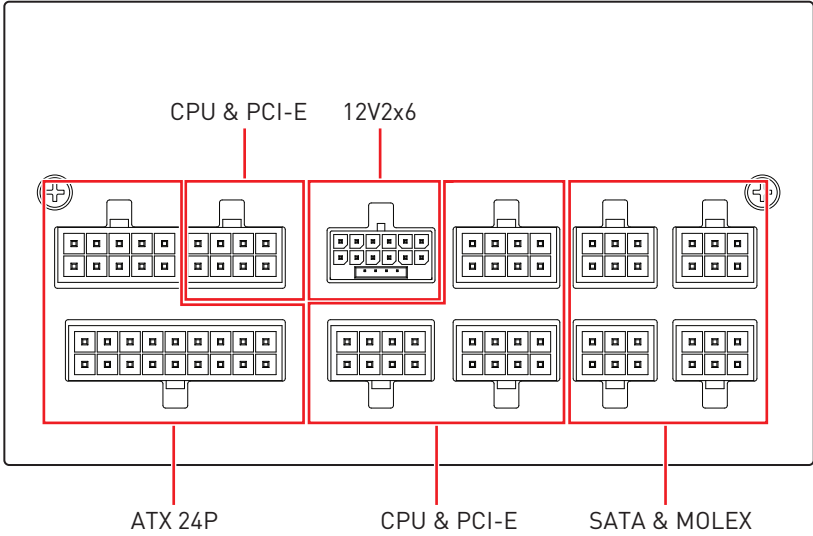 CPU & PCI-E
12V2x6
ATX 24P
CPU & PCI-E
SATA & MOLEX